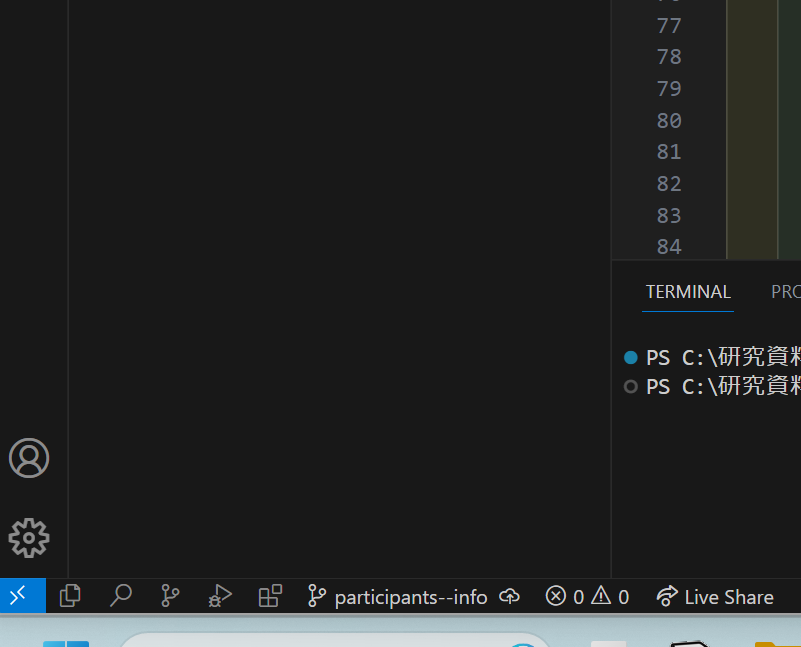 77
78
79
80
81
82
83
84
TERMINAL
PS C:\研究資
PS C:\研究資
participants--info
0
0
Live Share